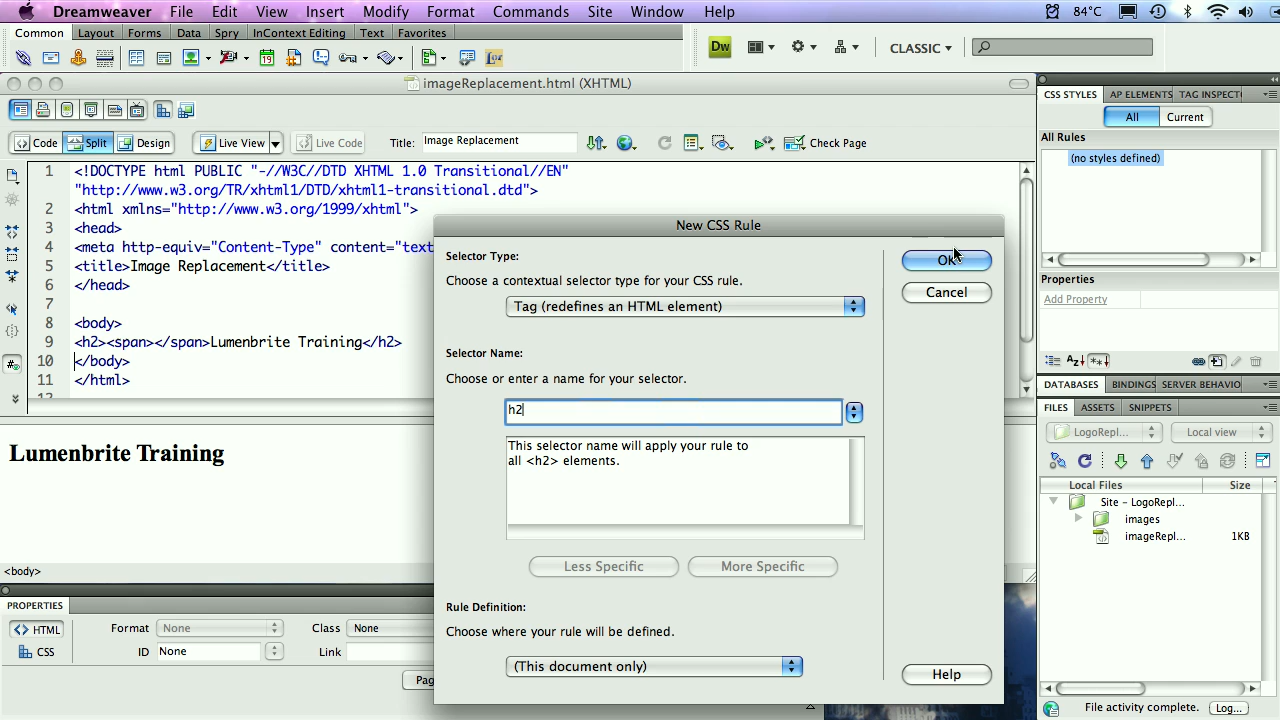 Dreamweaver File Edit View Insert Modify Format Commands Site Window Help 84°C
Common Layout Forms Data Spry InContext Editing Text Favorites
Dw CLASSIC
imageReplacement.html (XHTML)
Code Split Design Live View Live Code Title: Image Replacement Check Page
1 <!DOCTYPE html PUBLIC "-//W3C//DTD XHTML 1.0 Transitional//EN"
"http://www.w3.org/TR/xhtml1/DTD/xhtml1-transitional.dtd">
2 <html xmlns="http://www.w3.org/1999/xhtml">
3 <head>
4 <meta http-equiv="Content-Type" content="text
5 <title>Image Replacement</title>
6 </head>
7
8 <body>
9 <h2><span></span>Lumenbrite Training</h2>
10 </body>
11 </html>
Lumenbrite Training
<body>
PROPERTIES
HTML Format None Class None
CSS ID None Link
Pag
New CSS Rule
Selector Type:
Choose a contextual selector type for your CSS rule.
Tag (redefines an HTML element)
Selector Name:
Choose or enter a name for your selector.
h2
This selector name will apply your rule to
all <h2> elements.
Less Specific More Specific
Rule Definition:
Choose where your rule will be defined.
(This document only)
OK
Cancel
Help
CSS STYLES AP ELEMENTS TAG INSPECT
All Current
All Rules
(no styles defined)
Properties
Add Property
DATABASES BINDINGS SERVER BEHAVIO
FILES ASSETS SNIPPETS
LogoRepl... Local view
Local Files Size
Site - LogoRepl...
images
imageRepl... 1KB
File activity complete. Log...